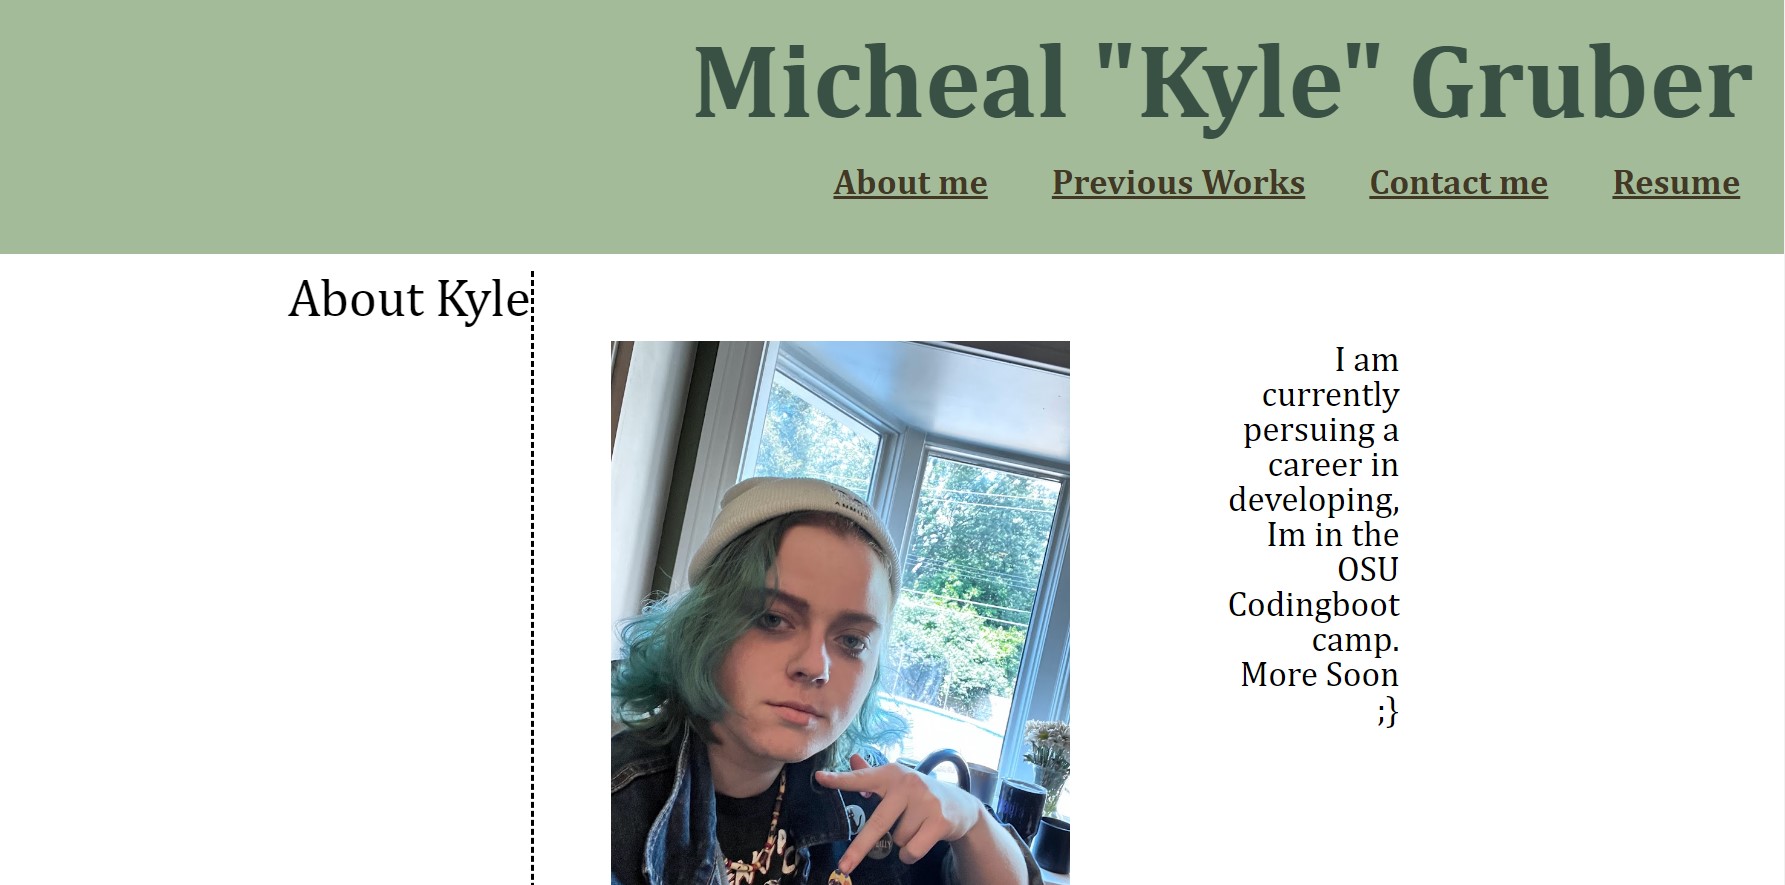 Micheal "Kyle" Gruber
About me Previous Works Contact me Resume
About Kyle
I am
currently
persuing a
career in
developing,
Im in the
OSU
Codingboot
camp.
More Soon
;}